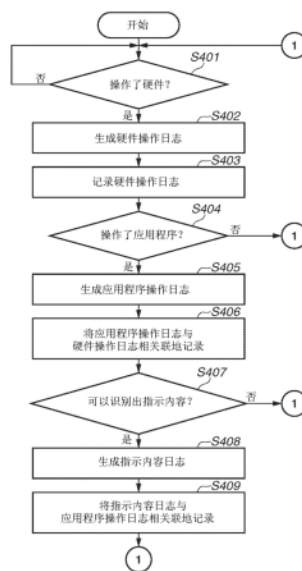 开始
1
S401
操作了硬件?
否
是
S402
生成硬件操作日志
S403
记录硬件操作日志
S404
操作了应用程序?
否
1
是
S405
生成应用程序操作日志
S406
将应用程序操作日志与
硬件操作日志相关联地记录
S407
可以识别出指示内容?
否
1
是
S408
生成指示内容日志
S409
将指示内容日志与
应用程序操作日志相关联地记录
1